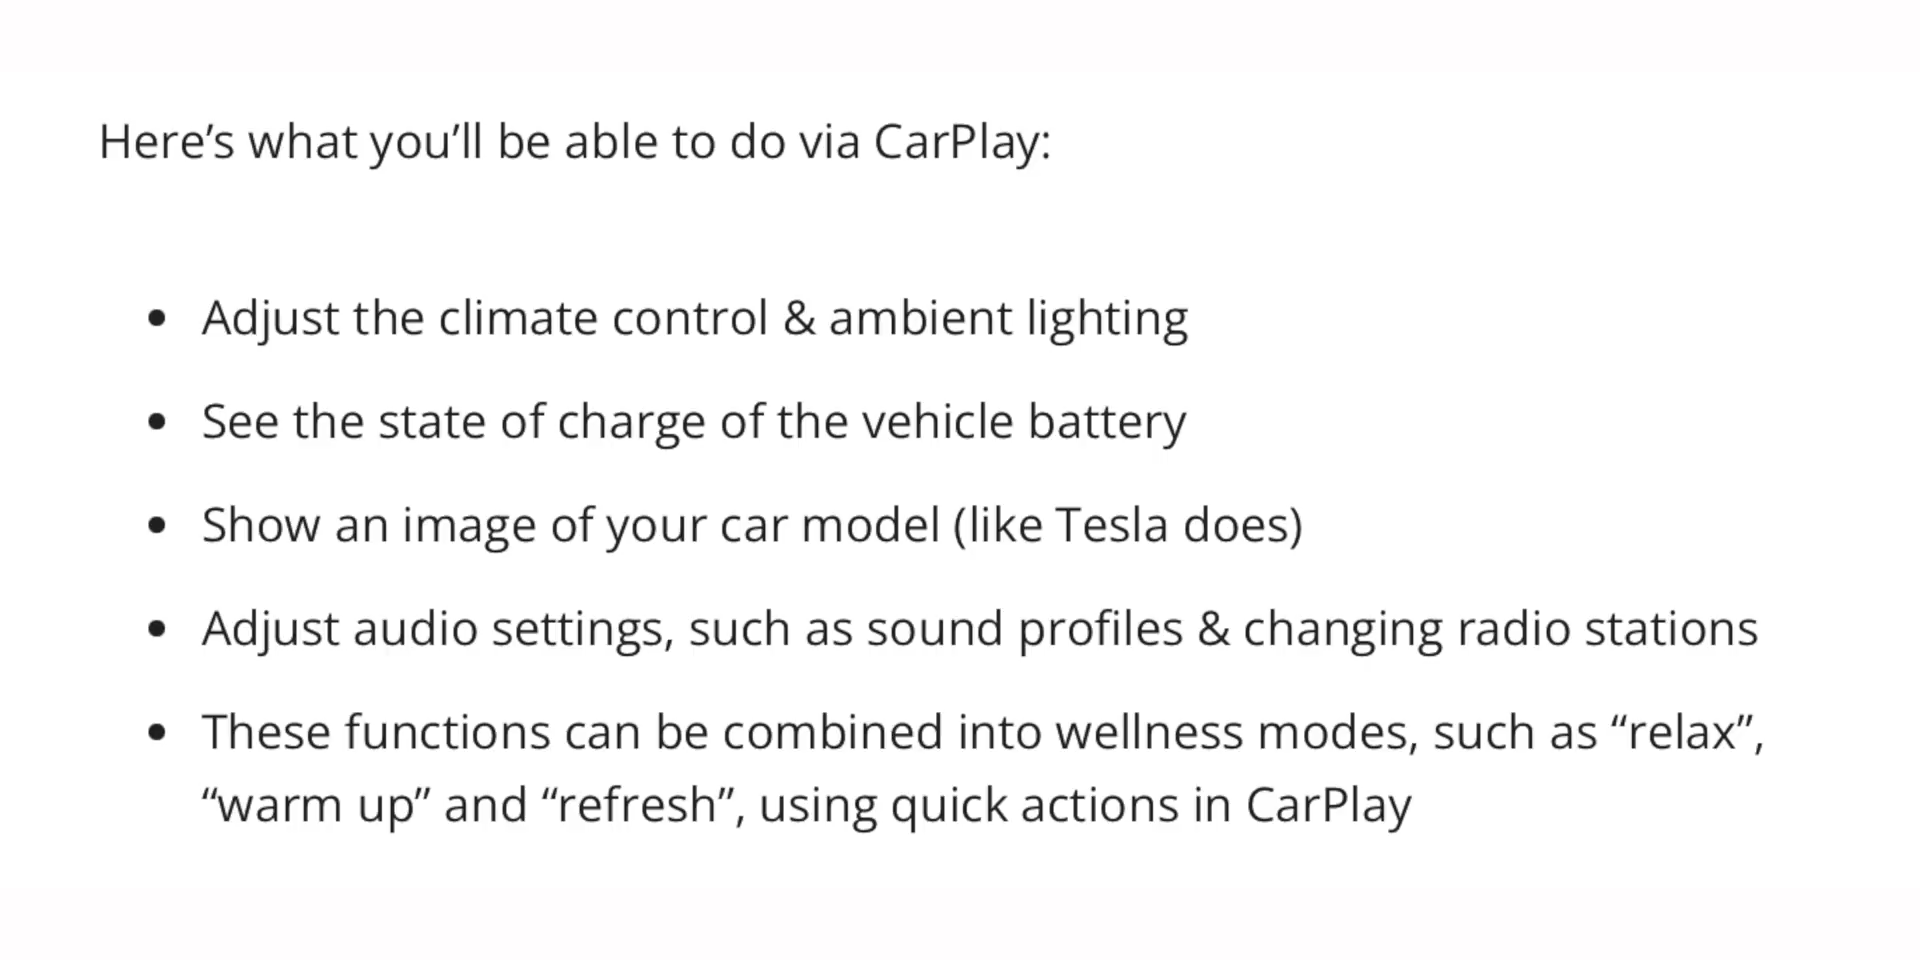 Here’s what you’ll be able to do via CarPlay:
• Adjust the climate control & ambient lighting
• See the state of charge of the vehicle battery
• Show an image of your car model (like Tesla does)
• Adjust audio settings, such as sound profiles & changing radio stations
• These functions can be combined into wellness modes, such as “relax”,
“warm up” and “refresh”, using quick actions in CarPlay